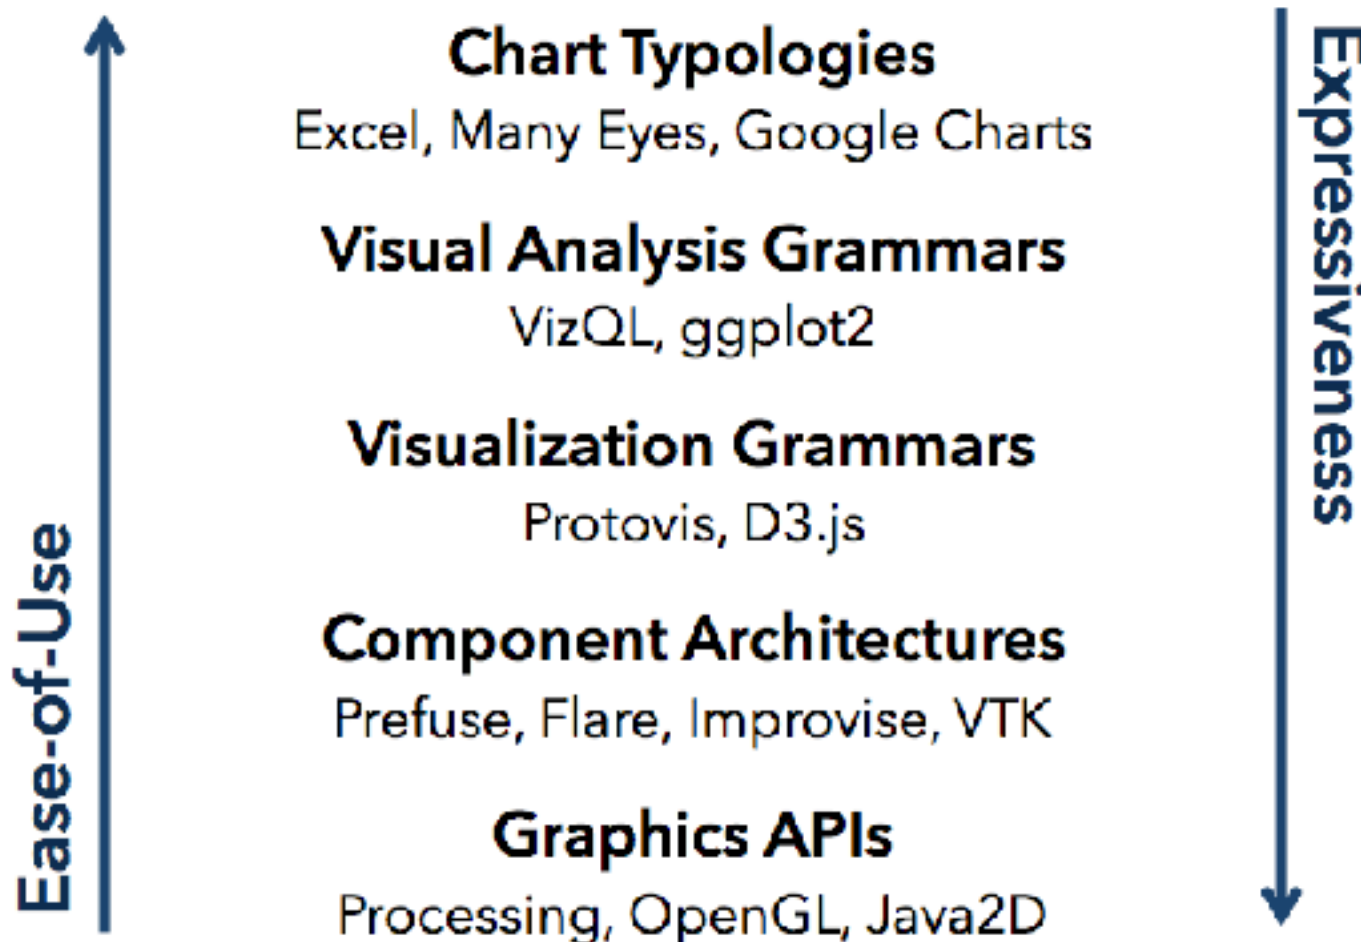 Chart Typologies
Excel, Many Eyes, Google Charts
Visual Analysis Grammars
VizQL, ggplot2
Visualization Grammars
Protovis, D3.js
Component Architectures
Prefuse, Flare, Improvise, VTK
Graphics APIs
Processing, OpenGL, Java2D
Ease-of-Use
Expressiveness